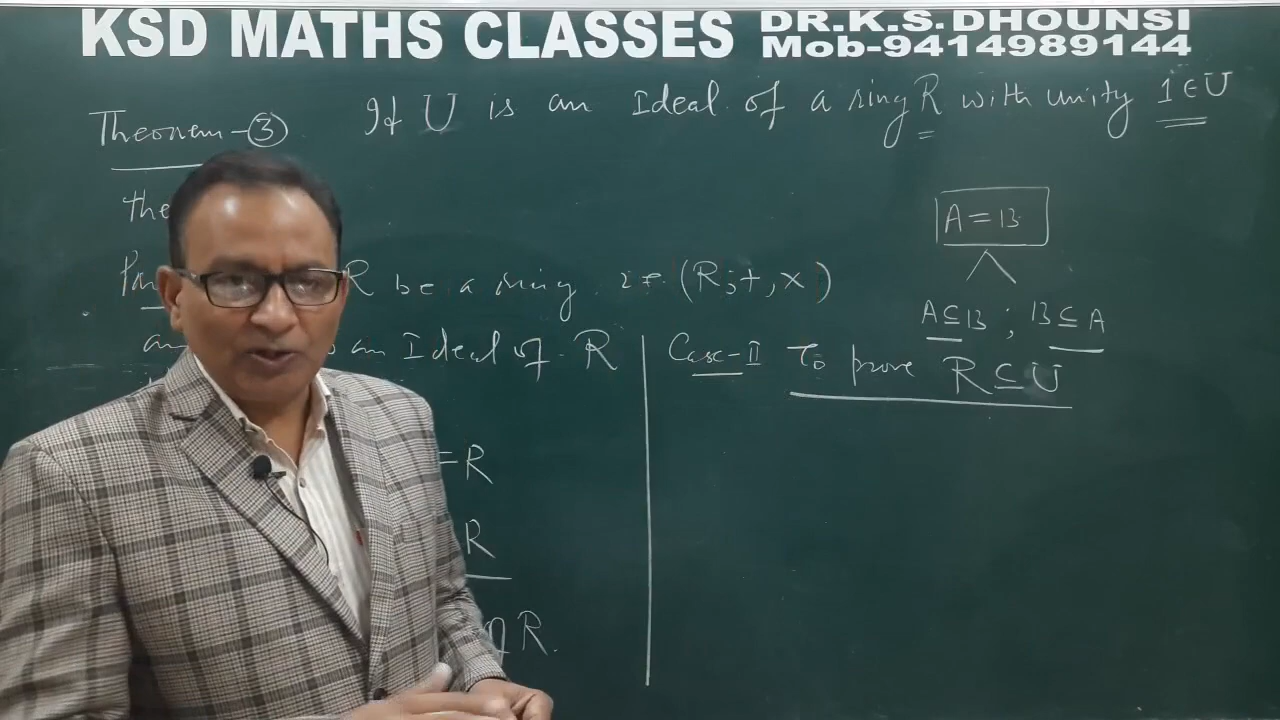 KSD MATHS CLASSES
DR.K.S.DHOUNSI
Mob-9414989144
Theorem-③ If U is an Ideal of a ring R with unity 1∈U
the
R be a ring i.e. (R,+,×)
an Ideal of R
=R
R
R.
A=B
A⊆B ; B⊆A
Case-II To prove R⊆U